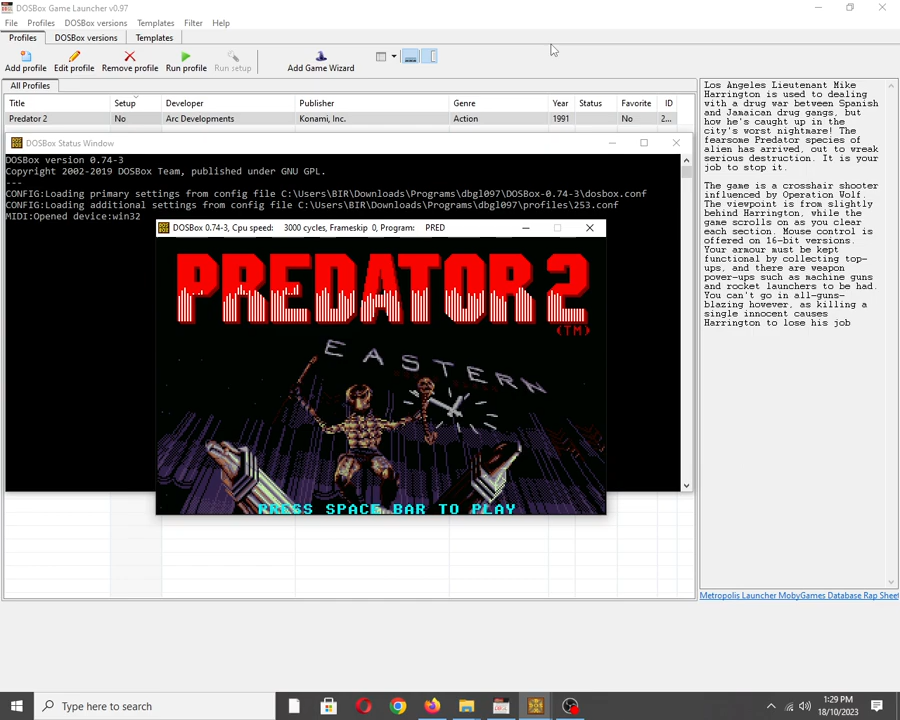 DOSBox Game Launcher v0.97
File Profiles DOSBox versions Templates Filter Help
Profiles DOSBox versions Templates
Add profile Edit profile Remove profile Run profile Run setup Add Game Wizard
All Profiles
Title Setup Developer Publisher Genre Year Status Favorite ID
Predator 2 No Arc Developments Konami, Inc. Action 1991 No 2...
DOSBox Status Window
DOSBox version 0.74-3
Copyright 2002-2019 DOSBox Team, published under GNU GPL.
---
CONFIG:Loading primary settings from config file C:\Users\BIR\Downloads\Programs\dbgl097\DOSBox-0.74-3\dosbox.conf
CONFIG:Loading additional settings from config file C:\Users\BIR\Downloads\Programs\dbgl097\profiles\253.conf
MIDI:Opened device:win32
DOSBox 0.74-3, Cpu speed: 3000 cycles, Frameskip 0, Program: PRED
PREDATOR 2
(TM)
EASTERN
PRESS SPACE BAR TO PLAY
Los Angeles Lieutenant Mike
Harrington is used to dealing
with a drug war between Spanish
and Jamaican drug gangs, but
how he's caught up in the
city's worst nightmare! The
fearsome Predator species of
alien has arrived, out to wreak
serious destruction. It is your
job to stop it.
The game is a crosshair shooter
influenced by Operation Wolf.
The viewpoint is from slightly
behind Harrington, while the
game scrolls on as you clear
each section. Mouse control is
offered on 16-bit versions.
Your armour must be kept
functional by collecting top-
ups, and there are weapon
power-ups such as machine guns
and rocket launchers to be had.
You can't go in all-guns-
blazing however, as killing a
single innocent causes
Harrington to lose his job
Metropolis Launcher MobyGames Database Rap Sheet
Type here to search
1:29 PM
18/10/2023